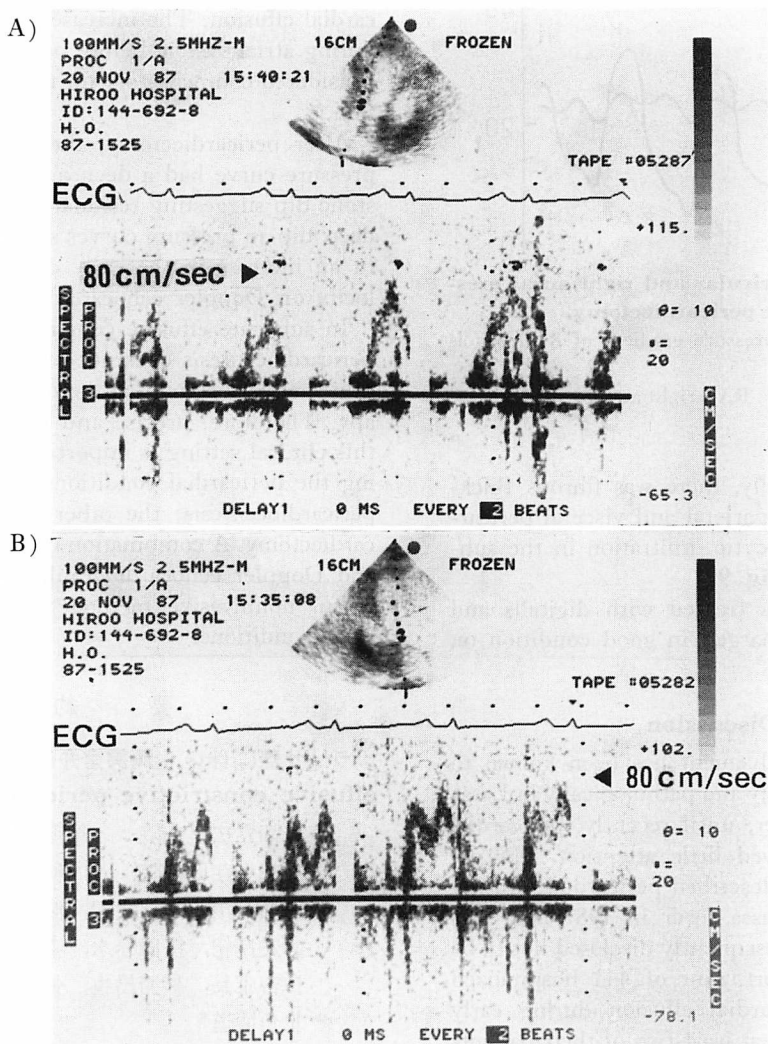 A)
100MM/S 2.5MHZ-M 16CM FROZEN
PROC 1/A
20 NOV 87 15:40:21
HIROO HOSPITAL
ID:144-692-8
H.O.
87-1525
TAPE #05287
ECG
+115.
80 cm/sec
SPECTRAL PROC 3
θ= 10
20
CM/SEC
-65.3
DELAY1 0 MS EVERY 2 BEATS
B)
100MM/S 2.5MHZ-M 16CM FROZEN
PROC 1/A
20 NOV 87 15:35:08
HIROO HOSPITAL
ID:144-692-8
H.O.
87-1525
TAPE #05282
ECG
+102.
80 cm/sec
SPECTRAL PROC 3
θ= 10
20
CM/SEC
-78.1
DELAY1 0 MS EVERY 2 BEATS